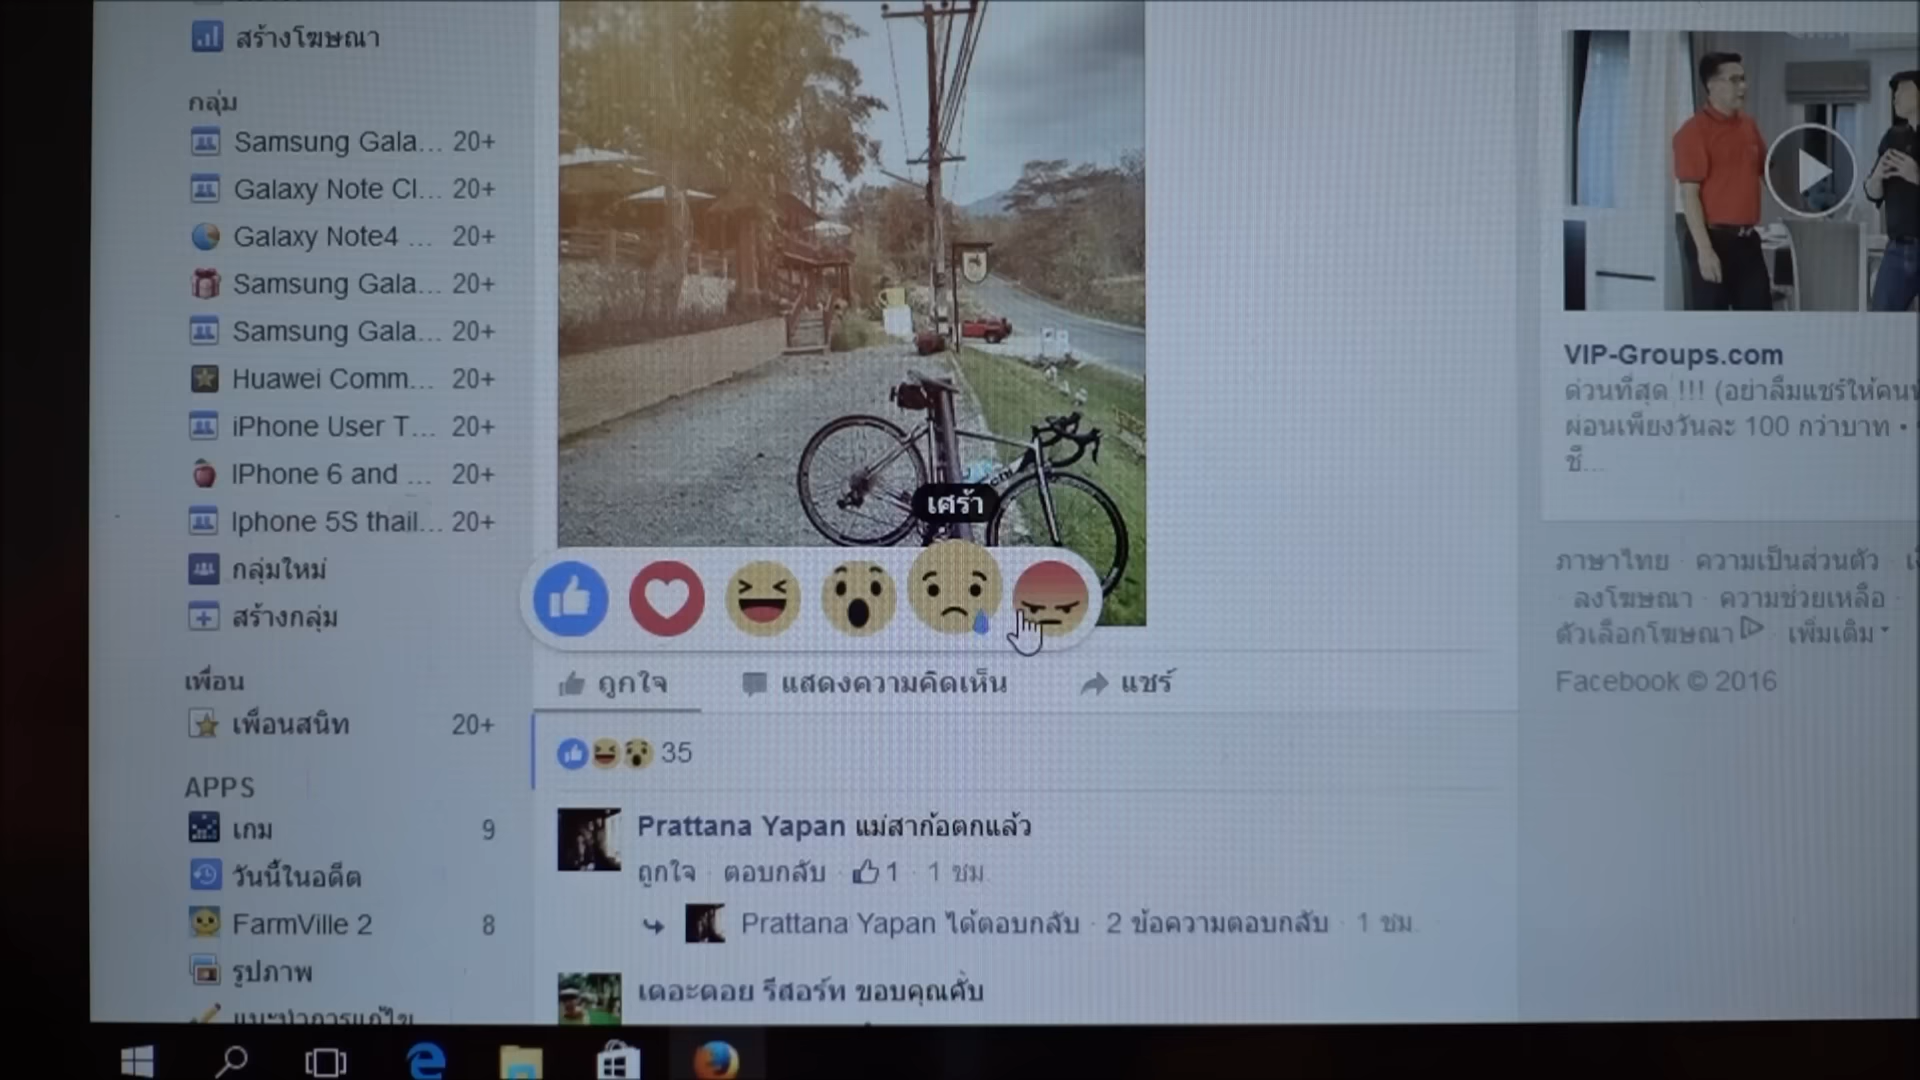 สร้างโฆษณา
กลุ่ม
Samsung Gala... 20+
Galaxy Note Cl... 20+
Galaxy Note4 ... 20+
Samsung Gala... 20+
Samsung Gala... 20+
Huawei Comm... 20+
iPhone User T... 20+
IPhone 6 and ... 20+
Iphone 5S thail... 20+
กลุ่มใหม่
สร้างกลุ่ม
เพื่อน
เพื่อนสนิท 20+
APPS
เกม 9
วันนี้ในอดีต
FarmVille 2 8
รูปภาพ
แนะนำการแก้ไข
เศร้า
ถูกใจ แสดงความคิดเห็น แชร์
35
Prattana Yapan แม่สาก้อตกแล้ว
ถูกใจ · ตอบกลับ · 1 · 1 ชม.
Prattana Yapan ได้ตอบกลับ · 2 ข้อความตอบกลับ · 1 ชม.
เดอะดอย รีสอร์ท ขอบคุณคั้บ
VIP-Groups.com
ด่วนที่สุด !!! (อย่าลืมแชร์ให้คน
ผ่อนเพียงวันละ 100 กว่าบาท •
ชี...
ภาษาไทย · ความเป็นส่วนตัว ·
· ลงโฆษณา · ความช่วยเหลือ ·
ตัวเลือกโฆษณา · เพิ่มเติม
Facebook © 2016